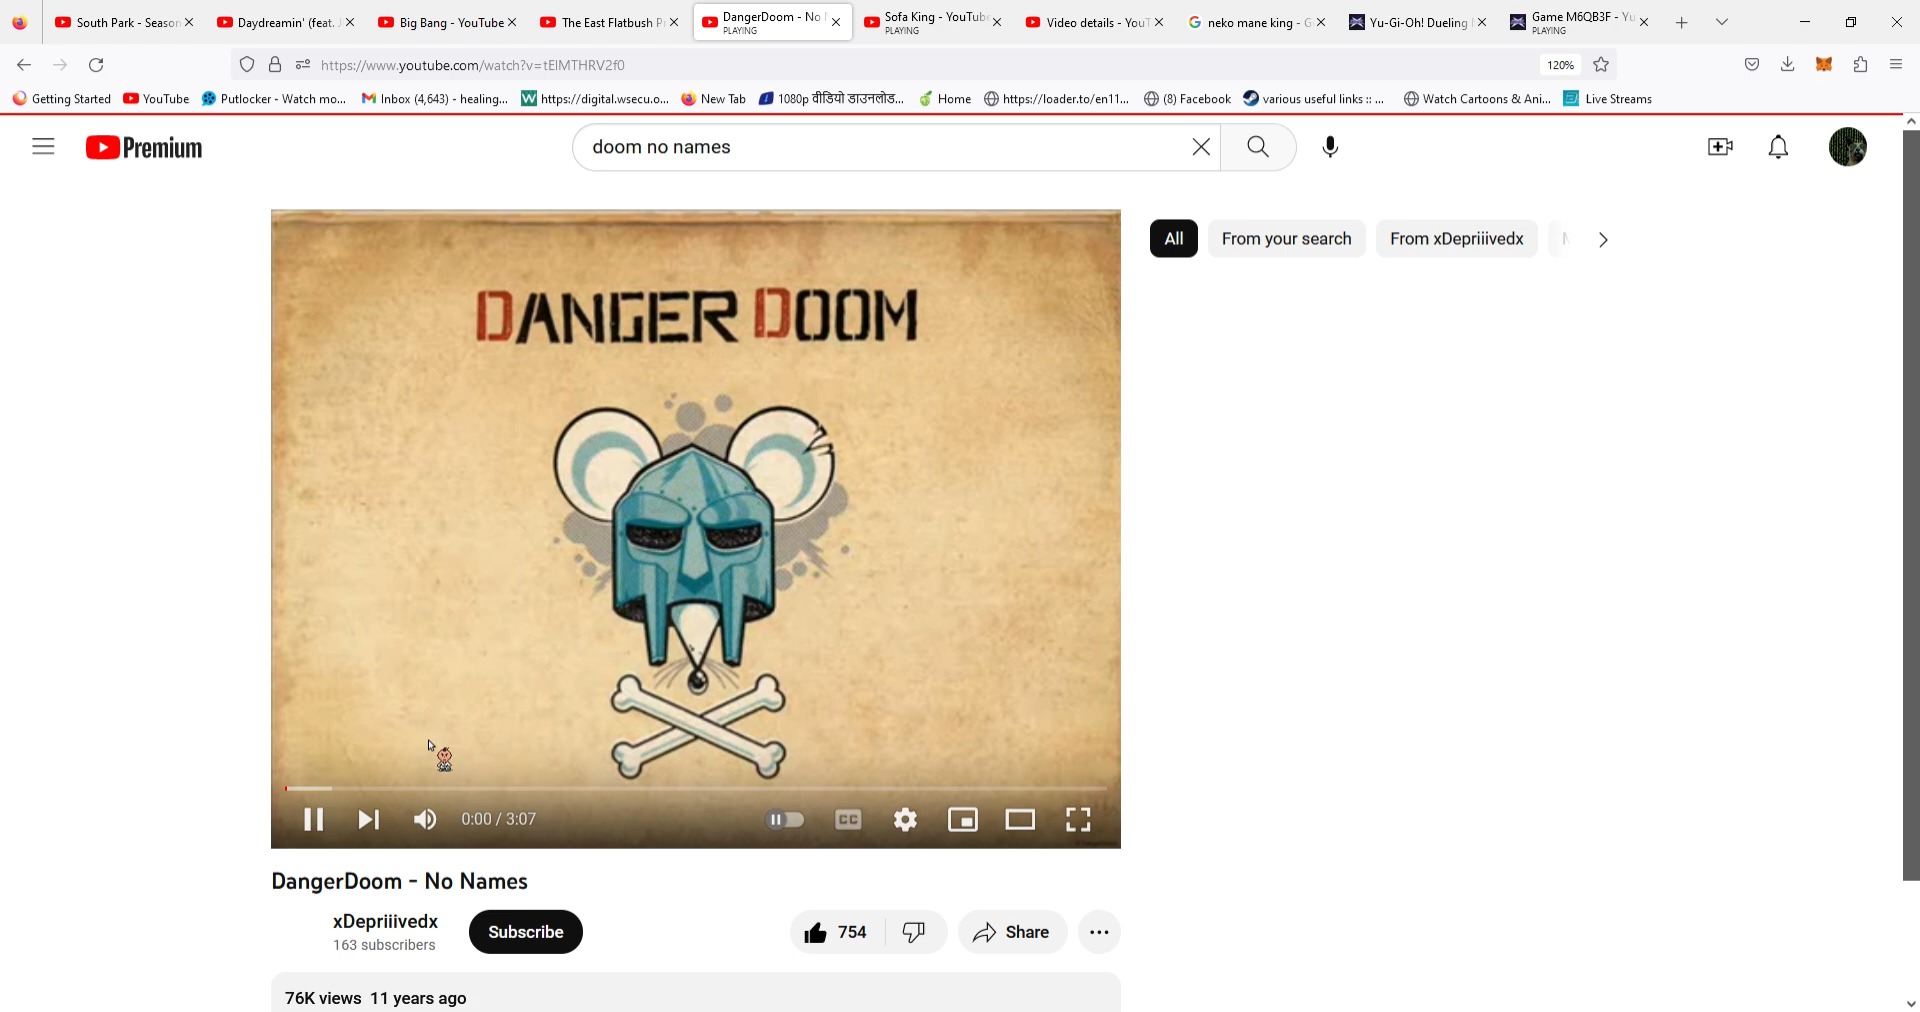 South Park - Season
Daydreamin' (feat. J
Big Bang - YouTube
The East Flatbush Pr
DangerDoom - No N
PLAYING
Sofa King - YouTube
PLAYING
Video details - YouT
neko mane king - G
Yu-Gi-Oh! Dueling
Game M6QB3F - Yu
PLAYING
https://www.youtube.com/watch?v=tElMTHRV2f0
120%
Getting Started
YouTube
Putlocker - Watch mo...
Inbox (4,643) - healing...
https://digital.wsecu.o...
New Tab
1080p वीडियो डाउनलोड...
Home
https://loader.to/en11...
(8) Facebook
various useful links :: ...
Watch Cartoons & Ani...
Live Streams
Premium
doom no names
All
From your search
From xDepriiivedx
DANGER DOOM
0:00 / 3:07
CC
DangerDoom - No Names
xDepriiivedx
163 subscribers
Subscribe
754
Share
76K views 11 years ago